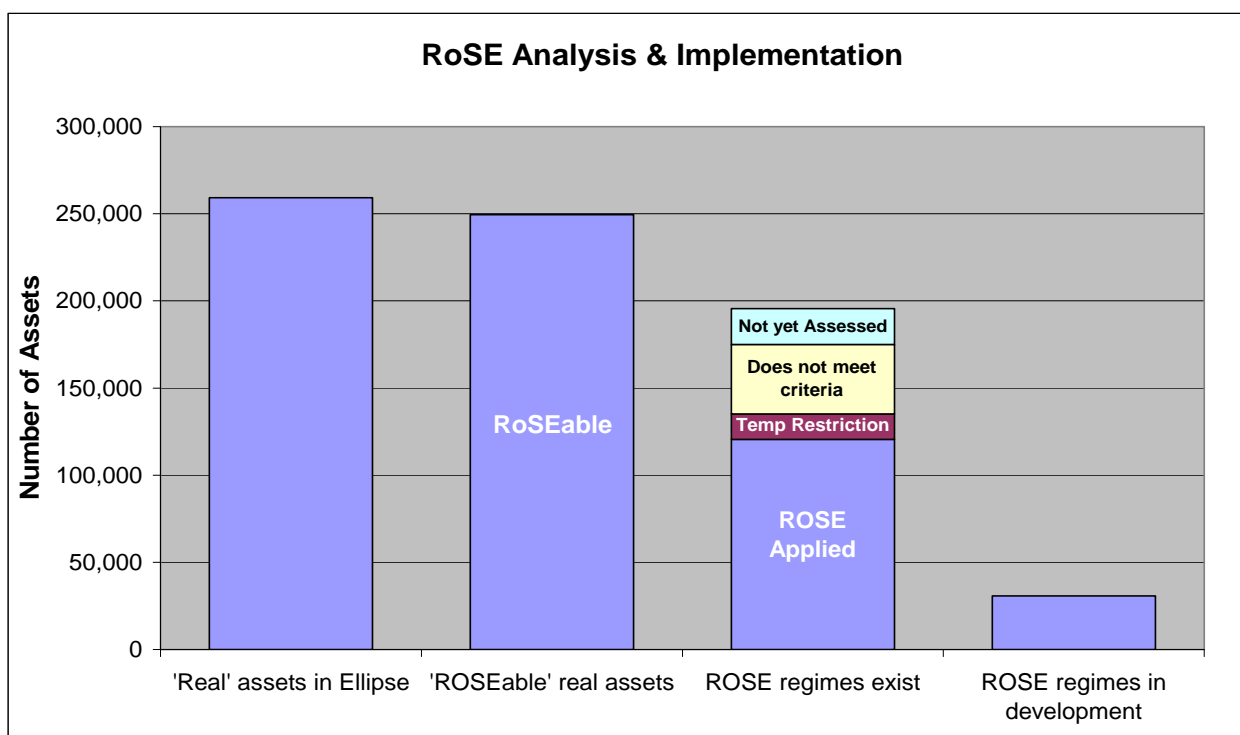 RoSE Analysis & Implementation
Number of Assets
300,000
250,000
200,000
150,000
100,000
50,000
0
RoSEable
Not yet Assessed
Does not meet
criteria
Temp Restriction
ROSE
Applied
'Real' assets in Ellipse
'ROSEable' real assets
ROSE regimes exist
ROSE regimes in
development